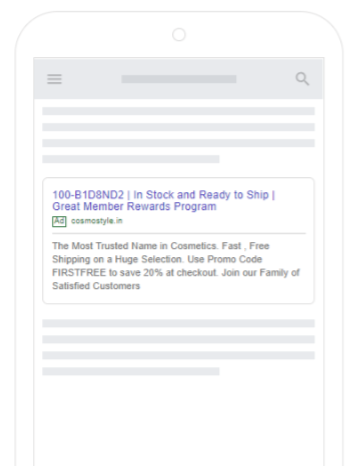 100-B1D8ND2 | In Stock and Ready to Ship |
Great Member Rewards Program
Ad cosmostyle.in
The Most Trusted Name in Cosmetics. Fast , Free
Shipping on a Huge Selection. Use Promo Code
FIRSTFREE to save 20% at checkout. Join our Family of
Satisfied Customers